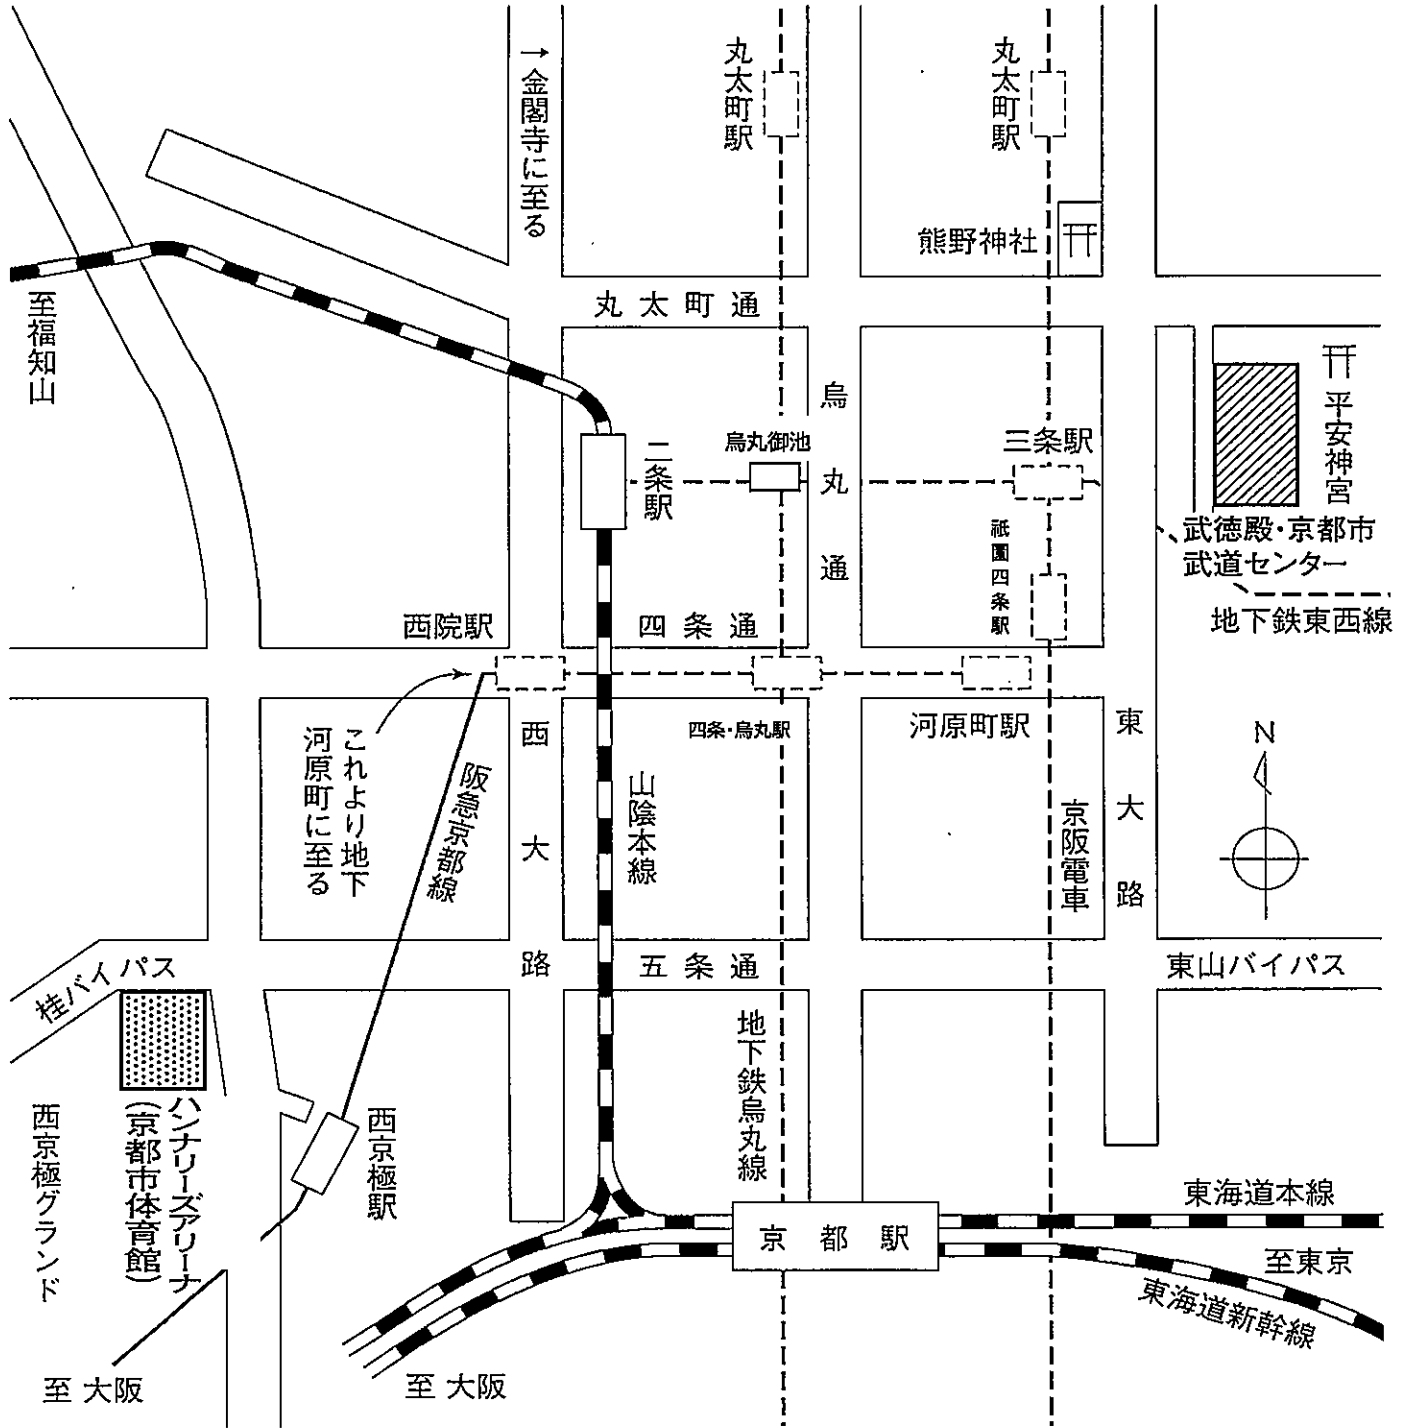 →金閣寺に至る
丸太町駅
丸太町駅
熊野神社
至福知山
丸太町通
烏丸通
平安神宮
二条駅
烏丸御池
三条駅
武徳殿・京都市
武道センター
祇園四条駅
地下鉄東西線
西院駅
四条通
四条・烏丸駅
河原町駅
これより地下
河原町に至る
阪急京都線
西大路
山陰本線
東大路
京阪電車
N
桂バイパス
五条通
東山バイパス
地下鉄烏丸線
ハンナリーズアリーナ
(京都市体育館)
西京極グランド
西京極駅
京都駅
東海道本線
至東京
東海道新幹線
至 大阪
至 大阪